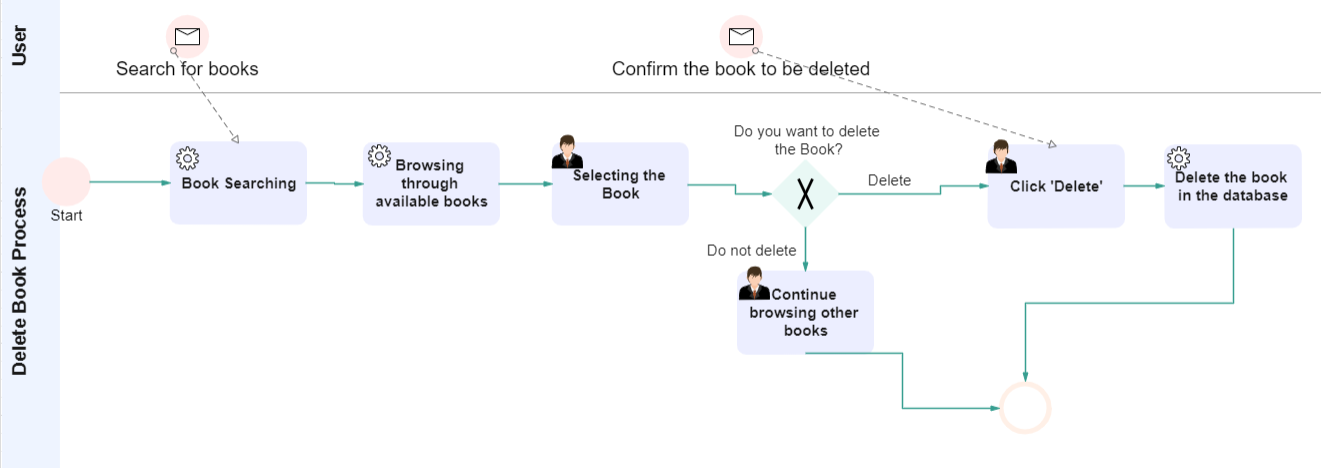 User
Search for books
Confirm the book to be deleted
Delete Book Process
Start
Book Searching
Browsing
through
available books
Selecting the
Book
Do you want to delete
the Book?
X
Delete
Do not delete
Click 'Delete'
Delete the book
in the database
Continue
browsing other
books